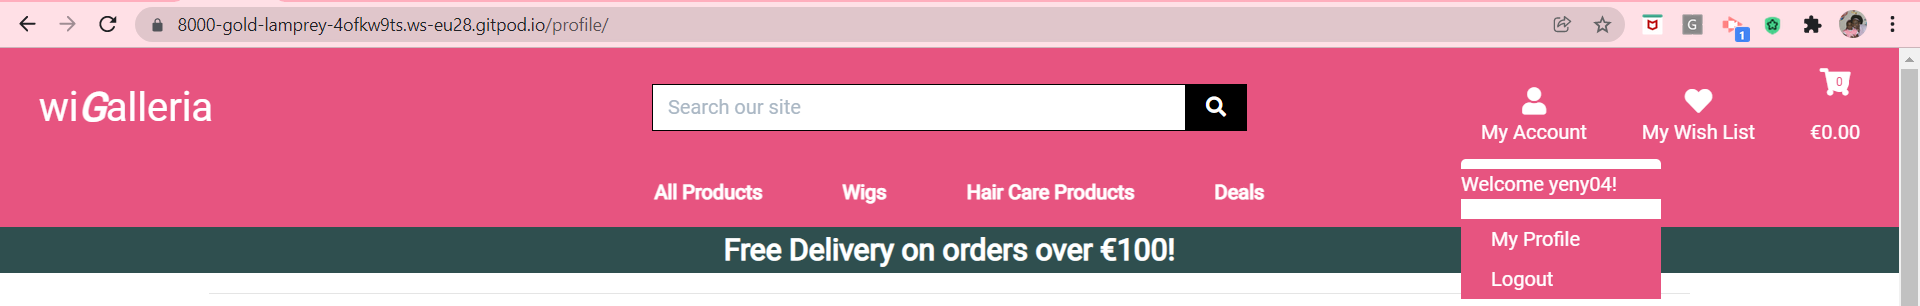 8000-gold-lamprey-4ofkw9ts.ws-eu28.gitpod.io/profile/
G
1
wiGalleria
Search our site
My Account
My Wish List
0
€0.00
Welcome yeny04!
All Products
Wigs
Hair Care Products
Deals
My Profile
Logout
Free Delivery on orders over €100!